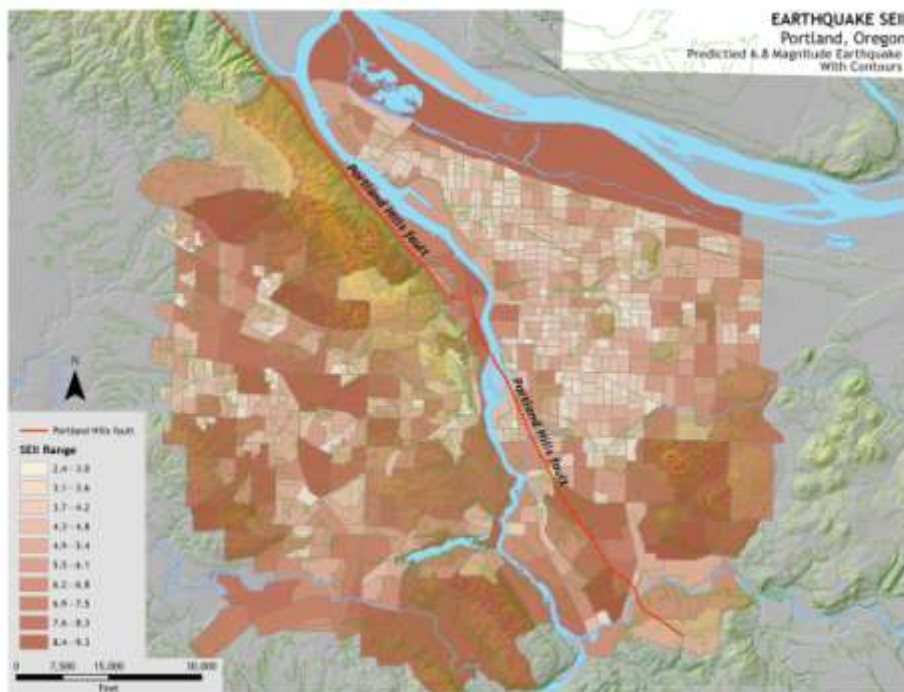 EARTHQUAKE SEII
Portland, Oregon
Predictied 6.8 Magnitude Earthquake
With Contours
Portland Hills Fault
Portland Hills Fault
N
Portland Hills Fault
SEII Range
2.4 - 3.0
3.1 - 3.6
3.7 - 4.2
4.3 - 4.8
4.9 - 5.4
5.5 - 6.1
6.2 - 6.8
6.9 - 7.5
7.6 - 8.3
8.4 - 9.3
0 7,500 15,000 30,000
Feet